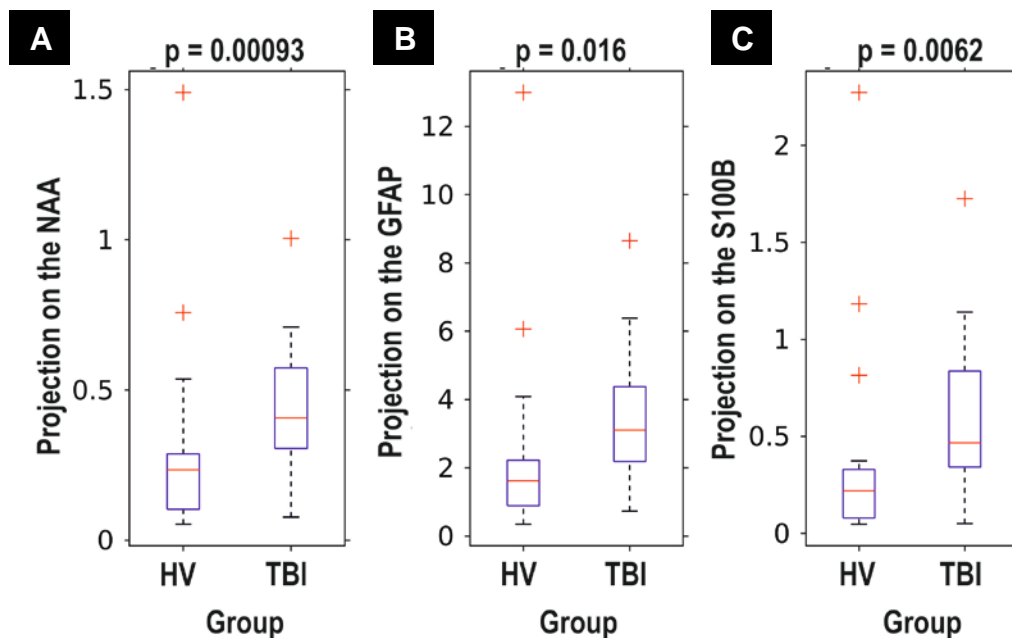 A
p = 0.00093
Projection on the NAA
1.5
1
0.5
0
HV TBI
Group
B
p = 0.016
Projection on the GFAP
12
10
8
6
4
2
0
HV TBI
Group
C
p = 0.0062
Projection on the S100B
2
1.5
1
0.5
0
HV TBI
Group